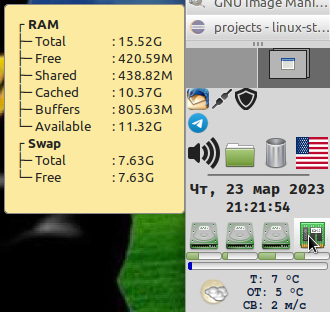 GNU Image Mani
projects - linux-st...
RAM
Total : 15.52G
Free : 420.59M
Shared : 438.82M
Cached : 10.37G
Buffers : 805.63M
Available : 11.32G
Swap
Total : 7.63G
Free : 7.63G
Чт, 23 мар 2023
21:21:54
Т: 7 °C
ОТ: 5 °C
СВ: 2 м/с